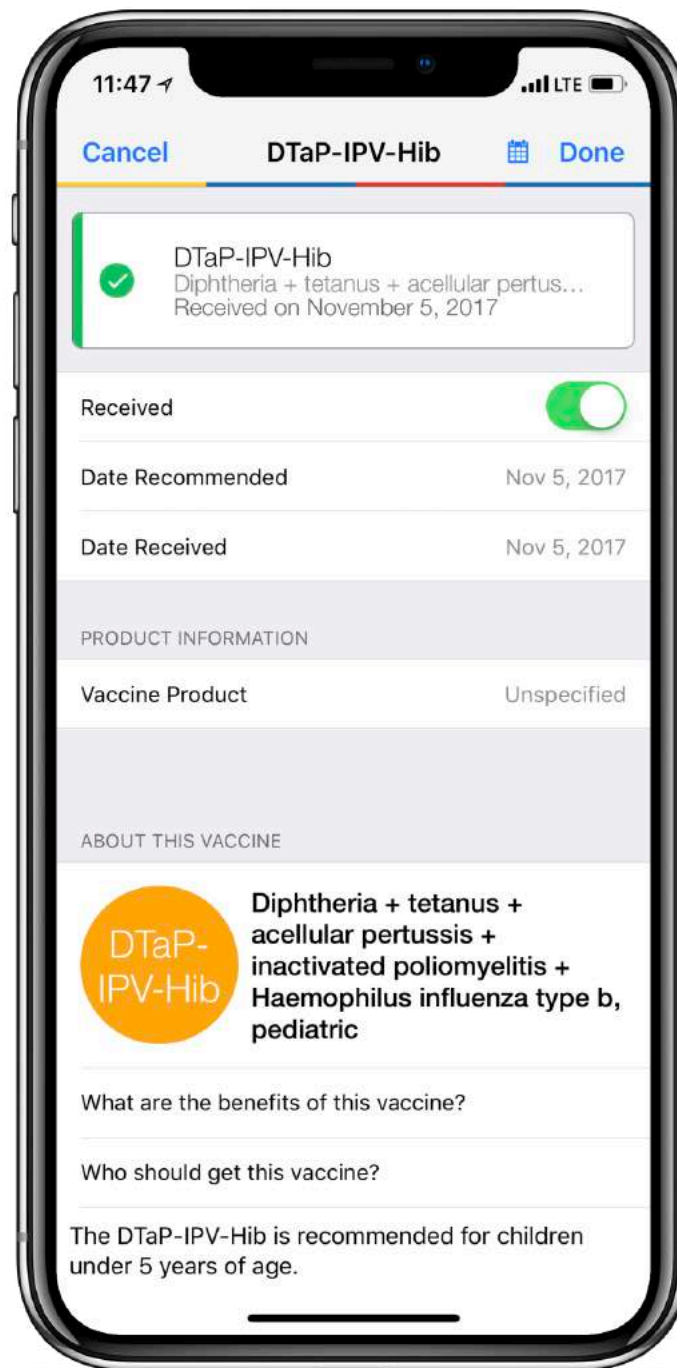 11:47
LTE
Cancel
DTaP-IPV-Hib
Done
DTaP-IPV-Hib
Diphtheria + tetanus + acellular pertus...
Received on November 5, 2017
Received
Date Recommended Nov 5, 2017
Date Received Nov 5, 2017
PRODUCT INFORMATION
Vaccine Product Unspecified
ABOUT THIS VACCINE
DTaP-
IPV-Hib
Diphtheria + tetanus +
acellular pertussis +
inactivated poliomyelitis +
Haemophilus influenza type b,
pediatric
What are the benefits of this vaccine?
Who should get this vaccine?
The DTaP-IPV-Hib is recommended for children
under 5 years of age.